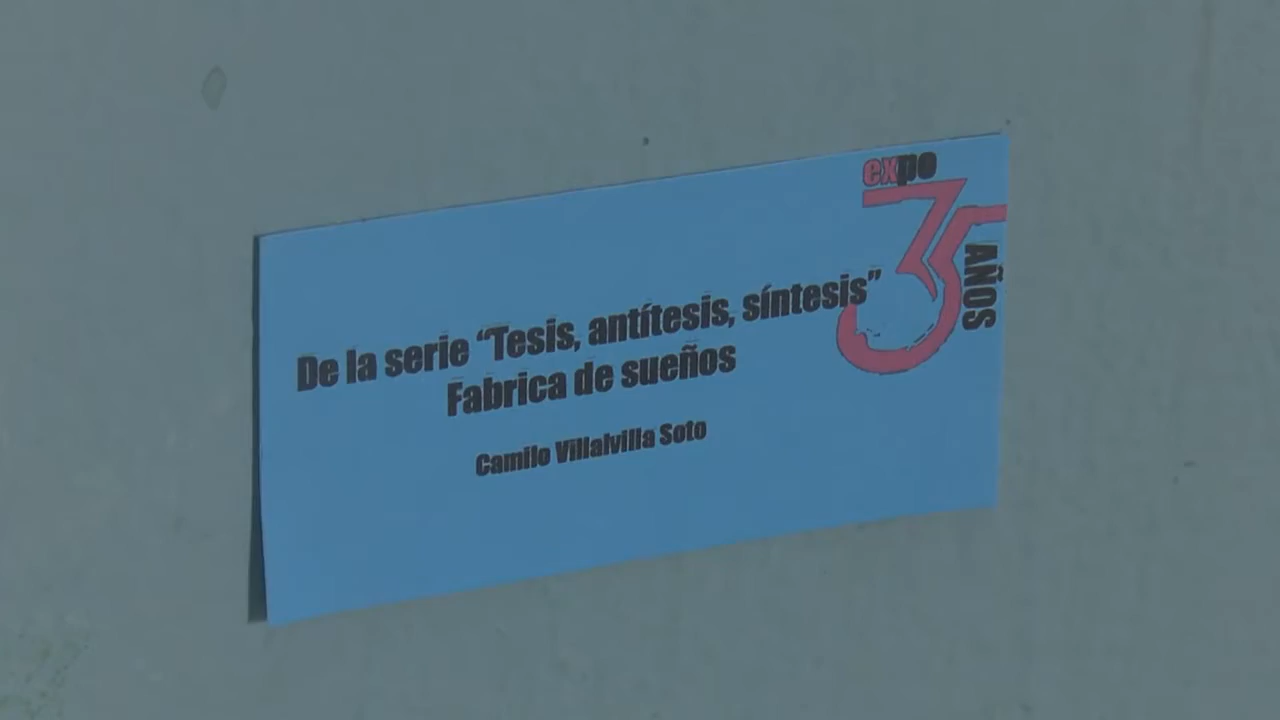 expo
35
AÑOS
De la serie “Tesis, antítesis, síntesis”
Fabrica de sueños
Camilo Villalvilla Soto